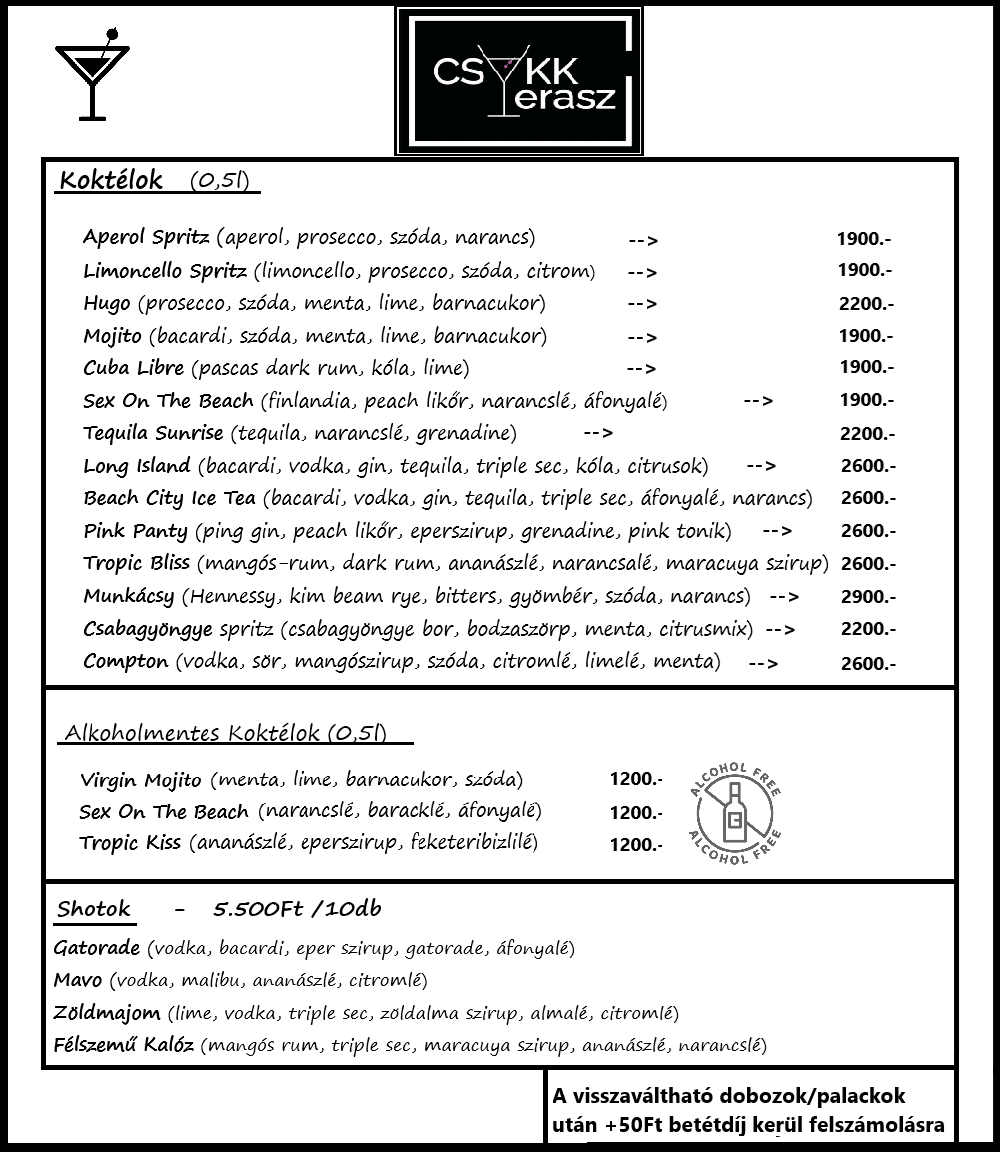 CSYKK
erasz
Koktélok (0,5l)
Aperol Spritz (aperol, prosecco, szóda, narancs) --> 1900.-
Limoncello Spritz (limoncello, prosecco, szóda, citrom) --> 1900.-
Hugo (prosecco, szóda, menta, lime, barnacukor) --> 2200.-
Mojito (bacardi, szóda, menta, lime, barnacukor) --> 1900.-
Cuba Libre (pascas dark rum, kóla, lime) --> 1900.-
Sex On The Beach (finlandia, peach likőr, narancslé, áfonyalé) --> 1900.-
Tequila Sunrise (tequila, narancslé, grenadine) --> 2200.-
Long Island (bacardi, vodka, gin, tequila, triple sec, kóla, citrusok) --> 2600.-
Beach City Ice Tea (bacardi, vodka, gin, tequila, triple sec, áfonyalé, narancs) 2600.-
Pink Panty (ping gin, peach likőr, eperszirup, grenadine, pink tonik) --> 2600.-
Tropic Bliss (mangós-rum, dark rum, ananászlé, narancsalé, maracuya szirup) 2600.-
Munkácsy (Hennessy, kim beam rye, bitters, gyömbér, szóda, narancs) --> 2900.-
Csabagyöngye spritz (csabagyöngye bor, bodzaszörp, menta, citrusmix) --> 2200.-
Compton (vodka, sör, mangószirup, szóda, citromlé, limelé, menta) --> 2600.-
Alkoholmentes Koktélok (0,5l)
Virgin Mojito (menta, lime, barnacukor, szóda) 1200.-
Sex On The Beach (narancslé, baracklé, áfonyalé) 1200.-
Tropic Kiss (ananászlé, eperszirup, feketeribizlilé) 1200.-
ALCOHOL FREE
ALCOHOL FREE
Shotok - 5.500Ft /10db
Gatorade (vodka, bacardi, eper szirup, gatorade, áfonyalé)
Mavo (vodka, malibu, ananászlé, citromlé)
Zöldmajom (lime, vodka, triple sec, zöldalma szirup, almalé, citromlé)
Félszemű Kalóz (mangós rum, triple sec, maracuya szirup, ananászlé, narancslé)
A visszaváltható dobozok/palackok
után +50Ft betétdíj kerül felszámolásra